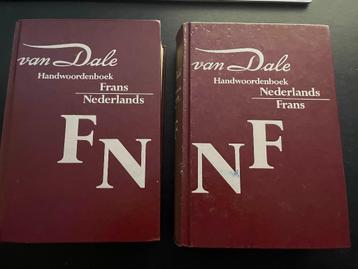 van Dale
Handwoordenboek
Frans
Nederlands
FN
van Dale
Handwoordenboek
Nederlands
Frans
NF